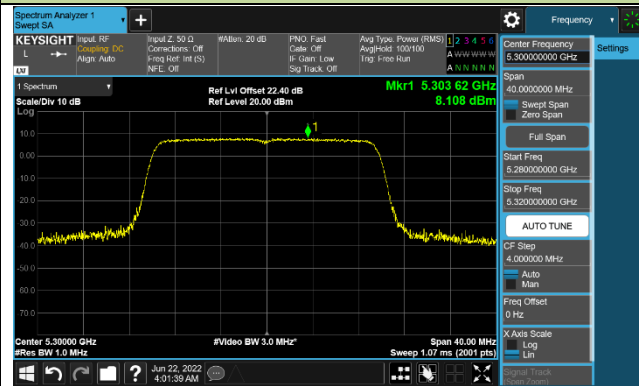 Spectrum Analyzer 1
Swept SA
Frequency
KEYSIGHT
Input: RF
Input Z: 50 Ω
#Atten: 20 dB
PNO: Fast
Avg Type: Power (RMS)
1 2 3 4 5 6
L
Coupling: DC
Corrections: Off
Gate: Off
Avg|Hold: 100/100
A W W W W W
Align: Auto
Freq Ref: Int (S)
IF Gain: Low
Trig: Free Run
LXI
NFE: Off
Sig Track: Off
A N N N N N
1 Spectrum
Ref Lvl Offset 22.40 dB
Mkr1 5.303 62 GHz
Scale/Div 10 dB
Ref Level 20.00 dBm
8.108 dBm
Log
1
10.0
0.00
-10.0
-20.0
-30.0
-40.0
-50.0
-60.0
-70.0
Center 5.30000 GHz
#Video BW 3.0 MHz*
Span 40.00 MHz
#Res BW 1.0 MHz
Sweep 1.07 ms (2001 pts)
Center Frequency
5.300000000 GHz
Settings
Span
40.0000000 MHz
Swept Span
Zero Span
Full Span
Start Freq
5.280000000 GHz
Stop Freq
5.320000000 GHz
AUTO TUNE
CF Step
4.000000 MHz
Auto
Man
Freq Offset
0 Hz
X Axis Scale
Log
Lin
Signal Track
(Span Zoom)
?
Jun 22, 2022
4:01:39 AM